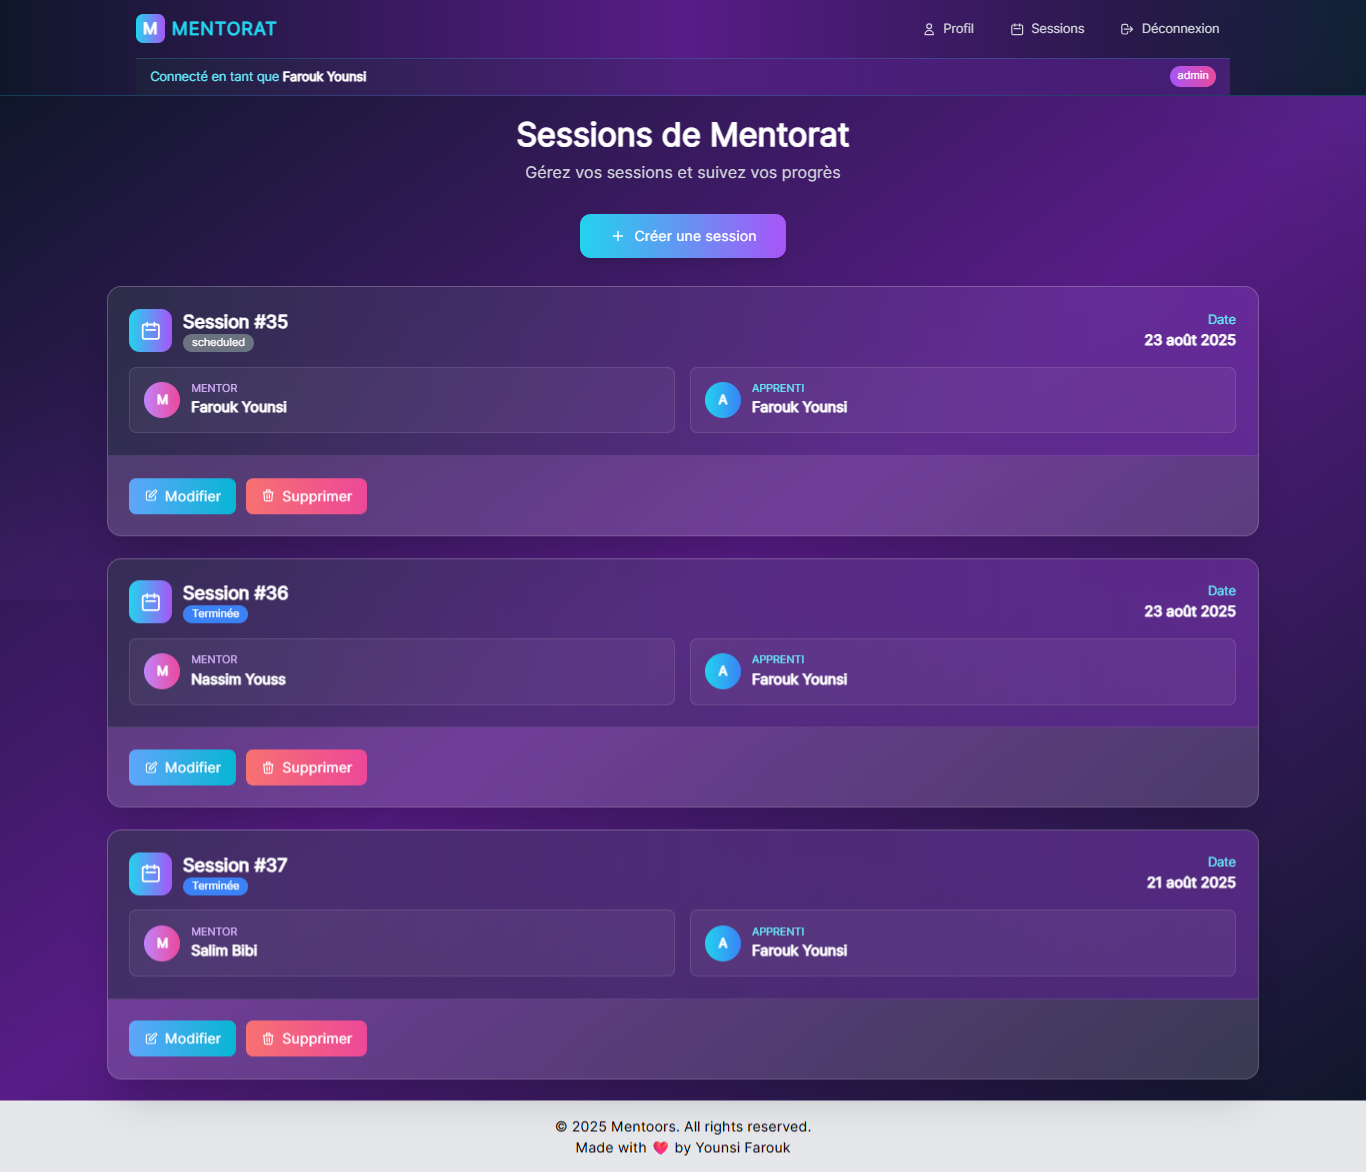 M MENTORAT
Profil
Sessions
Déconnexion
Connecté en tant que Farouk Younsi
admin
Sessions de Mentorat
Gérez vos sessions et suivez vos progrès
+ Créer une session
Session #35
scheduled
Date
23 août 2025
M
MENTOR
Farouk Younsi
A
APPRENTI
Farouk Younsi
Modifier
Supprimer
Session #36
Terminée
Date
23 août 2025
M
MENTOR
Nassim Youss
A
APPRENTI
Farouk Younsi
Modifier
Supprimer
Session #37
Terminée
Date
21 août 2025
M
MENTOR
Salim Bibi
A
APPRENTI
Farouk Younsi
Modifier
Supprimer
© 2025 Mentoors. All rights reserved.
Made with ❤️ by Younsi Farouk